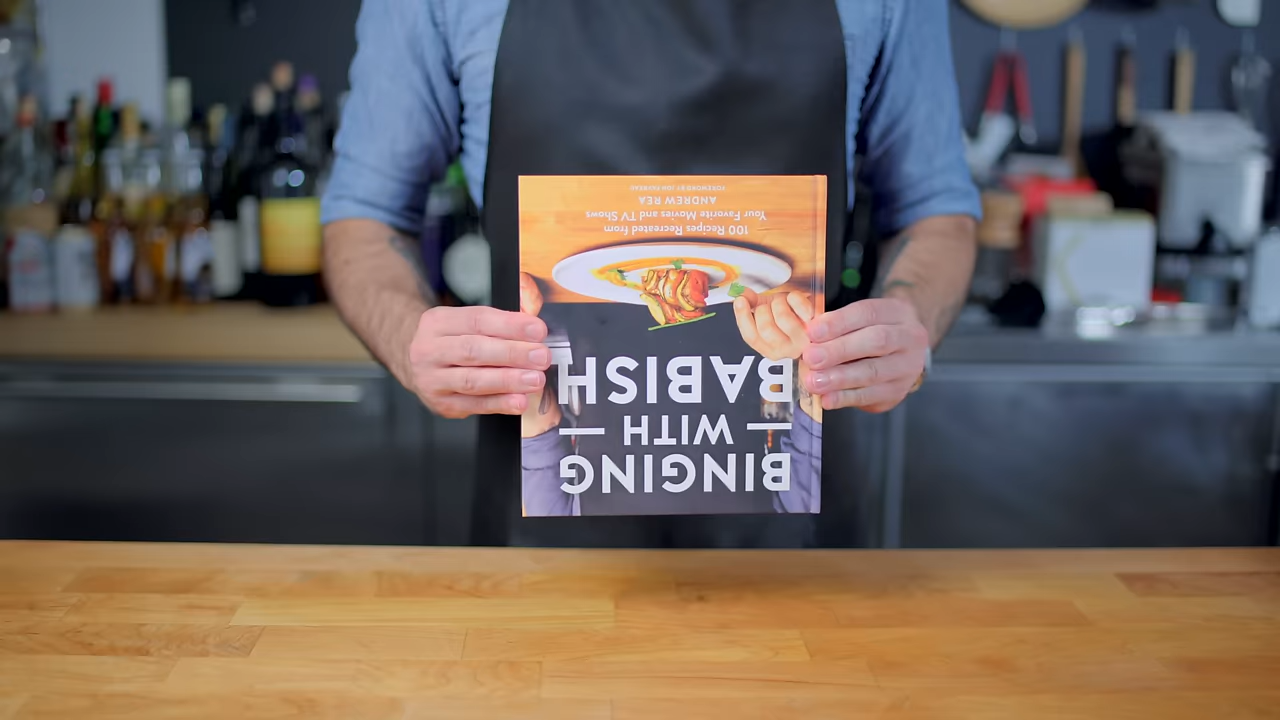 BINGING
WITH
BABISH
100 Recipes Recreated from
Your Favorite Movies and TV Shows
ANDREW REA
FOREWORD BY JON FAVREAU